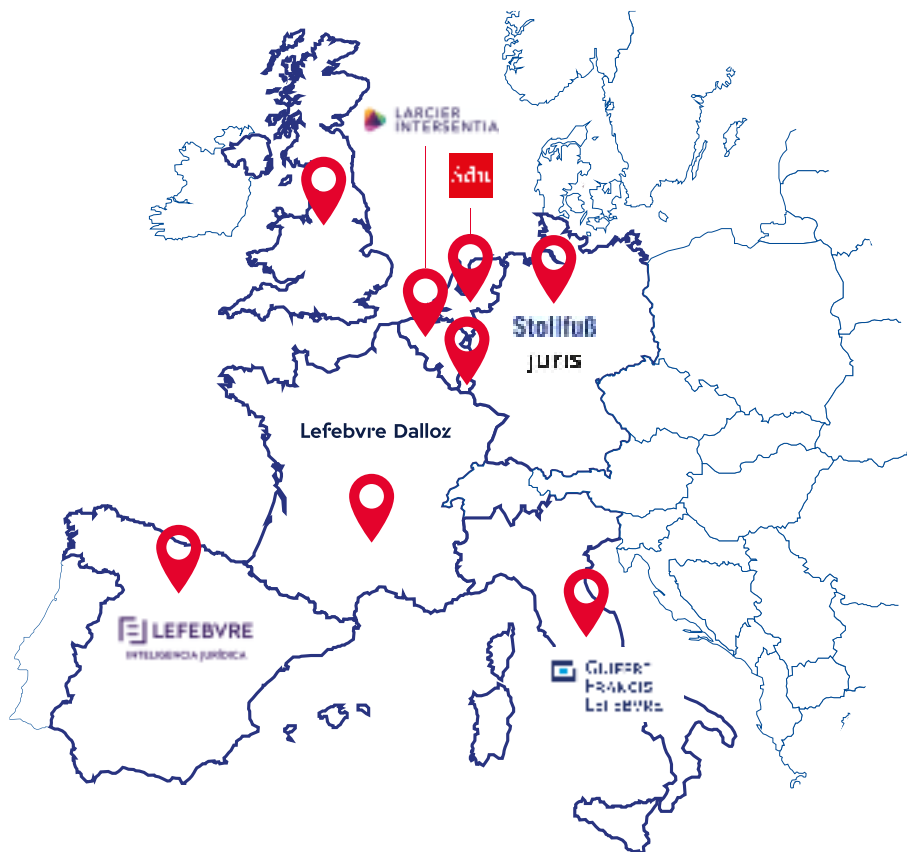 LARCIER
INTERSENTIA
Sdu
Stollfuß
juris
Lefebvre Dalloz
LEFEBVRE
INTELIGENCIA JURÍDICA
GIUFFRÈ
FRANCIS
LEFEBVRE